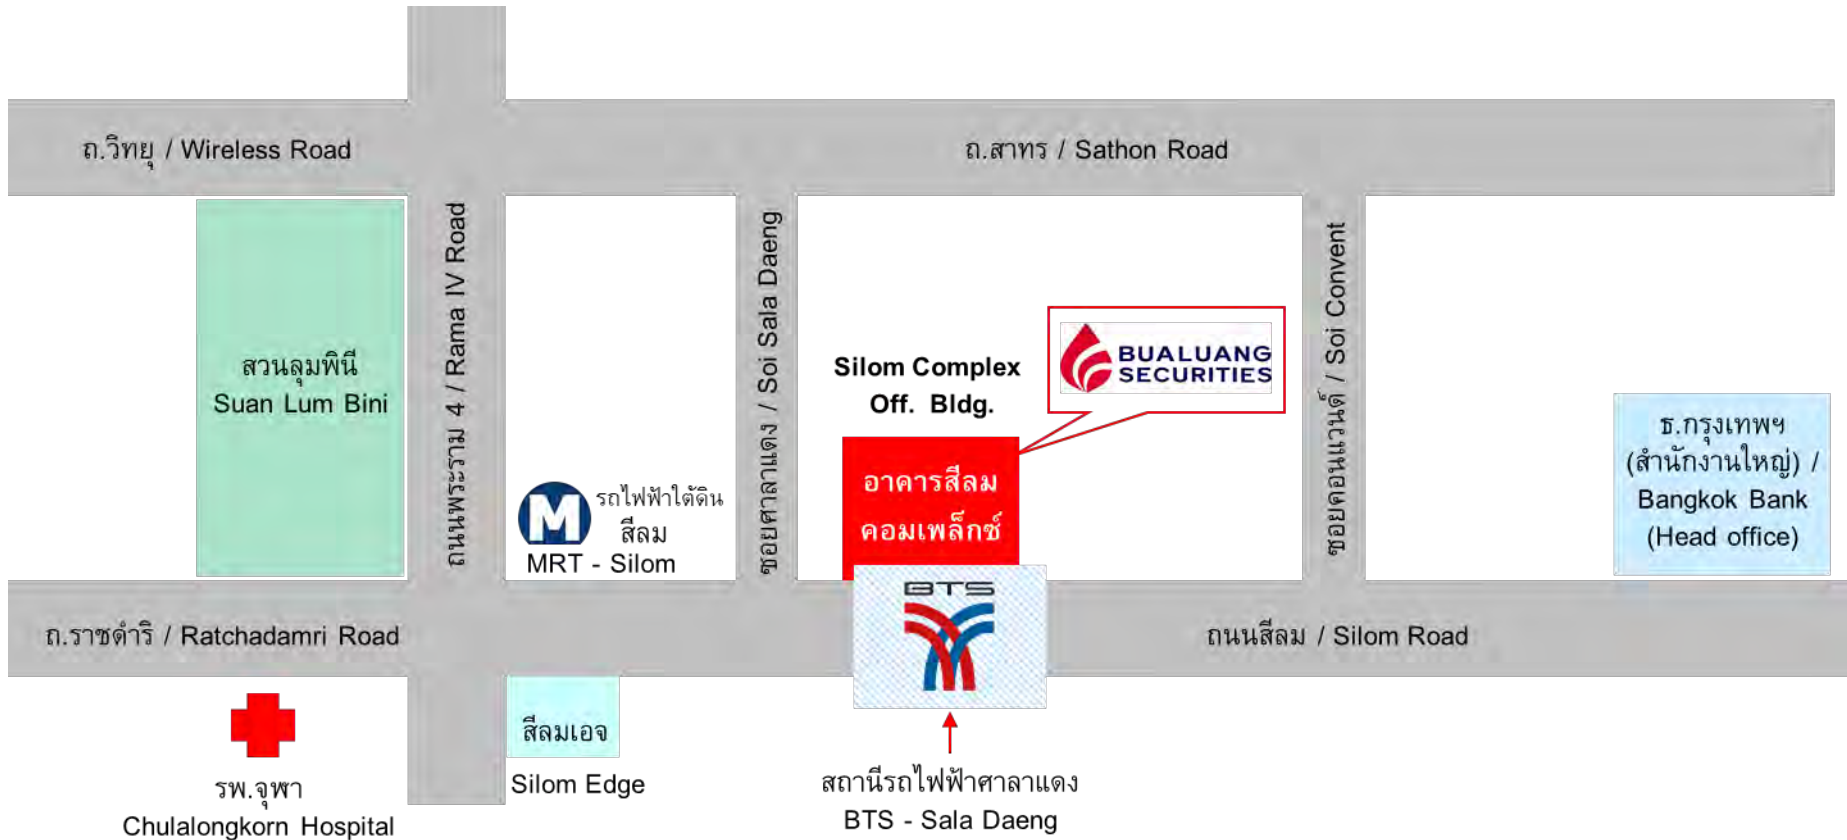 ถ.วิทยุ / Wireless Road
ถ.สาทร / Sathon Road
ถนนพระราม 4 / Rama IV Road
ซอยศาลาแดง / Soi Sala Daeng
ซอยคอนแวนต์ / Soi Convent
สวนลุมพินี
Suan Lum Bini
Silom Complex
Off. Bldg.
BUALUANG
SECURITIES
อาคารสีลม
คอมเพล็กซ์
M
รถไฟฟ้าใต้ดิน
สีลม
MRT - Silom
ธ.กรุงเทพฯ
(สำนักงานใหญ่) /
Bangkok Bank
(Head office)
BTS
ถ.ราชดำริ / Ratchadamri Road
ถนนสีลม / Silom Road
สีลมเอจ
Silom Edge
รพ.จุฬา
Chulalongkorn Hospital
สถานีรถไฟฟ้าศาลาแดง
BTS - Sala Daeng